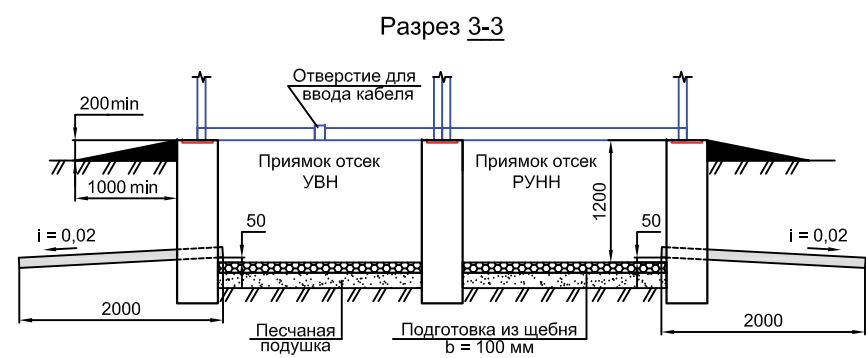 Разрез 3-3
Отверстие для
ввода кабеля
200min
Приямок отсек
УВН
Приямок отсек
РУНН
1000 min
1200
50
50
i = 0,02
i = 0,02
2000
2000
Песчаная
подушка
Подготовка из щебня
b = 100 мм